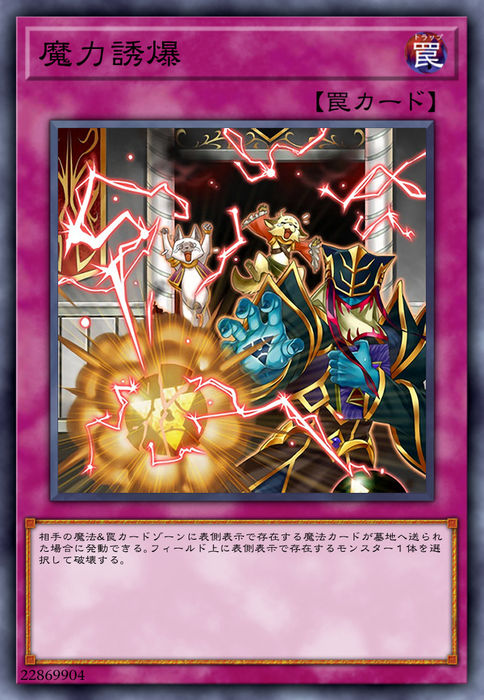 魔力誘爆
トラップ
罠
【罠カード】
相手の魔法&罠カードゾーンに表側表示で存在する魔法カードが墓地へ送られ
た場合に発動できる。フィールド上に表側表示で存在するモンスター１体を選
択して破壊する。
22869904